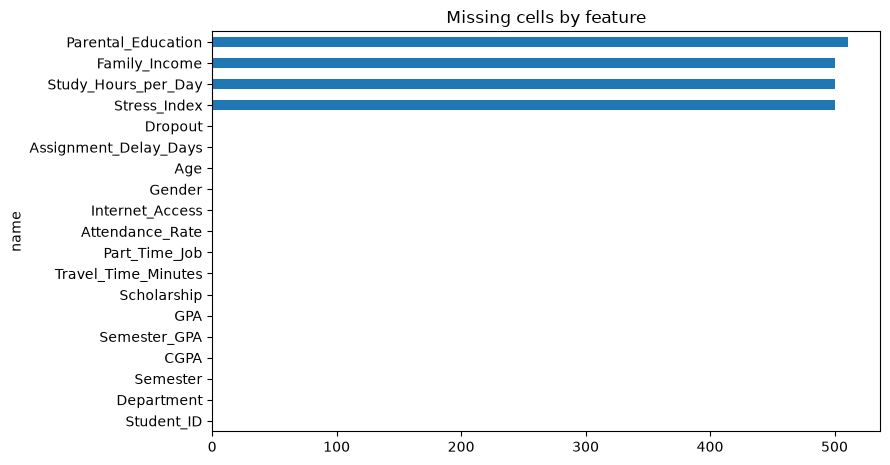 Missing cells by feature
Parental_Education
Family_Income
Study_Hours_per_Day
Stress_Index
Dropout
Assignment_Delay_Days
Age
Gender
Internet_Access
Attendance_Rate
Part_Time_Job
Travel_Time_Minutes
Scholarship
GPA
Semester_GPA
CGPA
Semester
Department
Student_ID
name
0 100 200 300 400 500